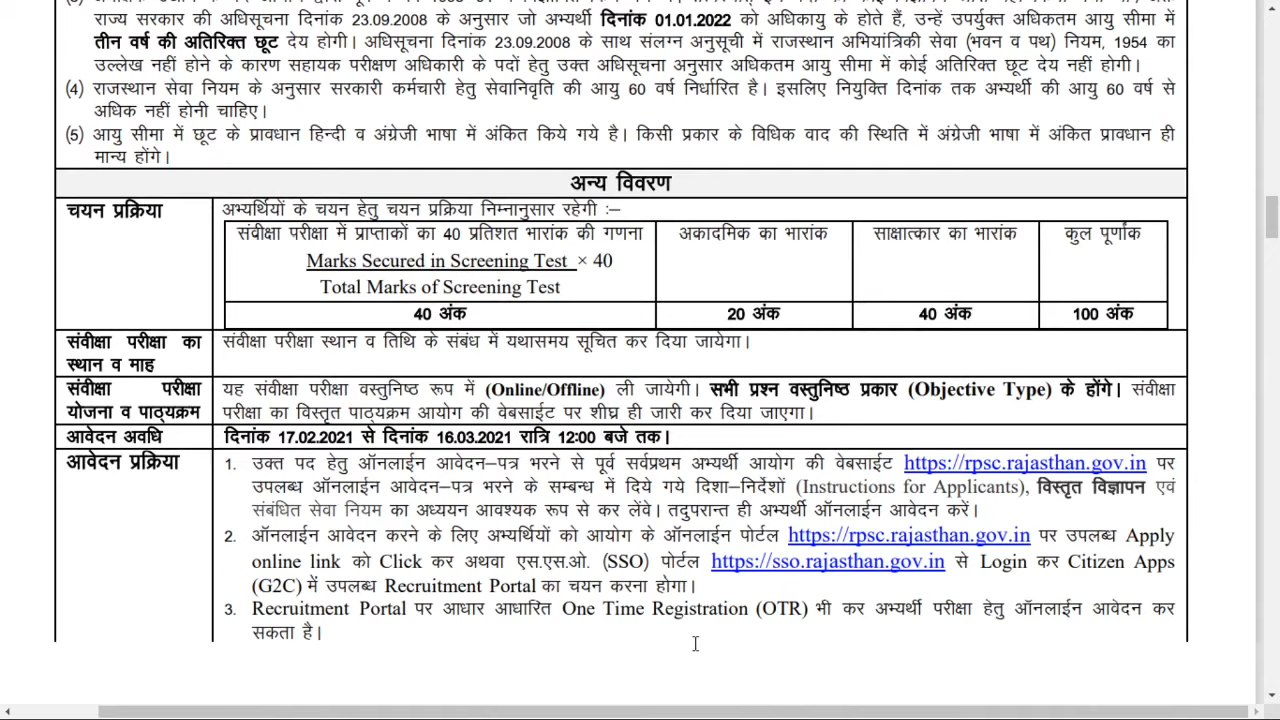 राज्य सरकार की अधिसूचना दिनांक 23.09.2008 के अनुसार जो अभ्यर्थी दिनांक 01.01.2022 को अधिकायु के होते हैं, उन्हें उपर्युक्त अधिकतम आयु सीमा में
तीन वर्ष की अतिरिक्त छूट देय होगी। अधिसूचना दिनांक 23.09.2008 के साथ संलग्न अनुसूची में राजस्थान अभियांत्रिकी सेवा (भवन व पथ) नियम, 1954 का
उल्लेख नहीं होने के कारण सहायक परीक्षण अधिकारी के पदों हेतु उक्त अधिसूचना अनुसार अधिकतम आयु सीमा में कोई अतिरिक्त छूट देय नहीं होगी।
(4) राजस्थान सेवा नियम के अनुसार सरकारी कर्मचारी हेतु सेवानिवृति की आयु 60 वर्ष निर्धारित है। इसलिए नियुक्ति दिनांक तक अभ्यर्थी की आयु 60 वर्ष से
अधिक नहीं होनी चाहिए।
(5) आयु सीमा में छूट के प्रावधान हिन्दी व अंग्रेजी भाषा में अंकित किये गये है। किसी प्रकार के विधिक वाद की स्थिति में अंग्रेजी भाषा में अंकित प्रावधान ही
मान्य होंगे।
अन्य विवरण
चयन प्रक्रिया
अभ्यर्थियों के चयन हेतु चयन प्रक्रिया निम्नानुसार रहेगी :–
संवीक्षा परीक्षा में प्राप्ताकों का 40 प्रतिशत भारांक की गणना
Marks Secured in Screening Test × 40
Total Marks of Screening Test
अकादमिक का भारांक
साक्षात्कार का भारांक
कुल पूर्णांक
40 अंक
20 अंक
40 अंक
100 अंक
संवीक्षा परीक्षा का
स्थान व माह
संवीक्षा परीक्षा स्थान व तिथि के संबंध में यथासमय सूचित कर दिया जायेगा।
संवीक्षा परीक्षा
योजना व पाठ्यक्रम
यह संवीक्षा परीक्षा वस्तुनिष्ठ रूप में (Online/Offline) ली जायेगी। सभी प्रश्न वस्तुनिष्ठ प्रकार (Objective Type) के होंगे। संवीक्षा
परीक्षा का विस्तृत पाठ्यक्रम आयोग की वेबसाईट पर शीघ्र ही जारी कर दिया जाएगा।
आवेदन अवधि
दिनांक 17.02.2021 से दिनांक 16.03.2021 रात्रि 12:00 बजे तक।
आवेदन प्रक्रिया
1. उक्त पद हेतु ऑनलाईन आवेदन–पत्र भरने से पूर्व सर्वप्रथम अभ्यर्थी आयोग की वेबसाईट https://rpsc.rajasthan.gov.in पर
उपलब्ध ऑनलाईन आवेदन–पत्र भरने के सम्बन्ध में दिये गये दिशा–निर्देशों (Instructions for Applicants), विस्तृत विज्ञापन एवं
संबंधित सेवा नियम का अध्ययन आवश्यक रूप से कर लेंवे। तदुपरान्त ही अभ्यर्थी ऑनलाईन आवेदन करें।
2. ऑनलाईन आवेदन करने के लिए अभ्यर्थियों को आयोग के ऑनलाईन पोर्टल https://rpsc.rajasthan.gov.in पर उपलब्ध Apply
online link को Click कर अथवा एस.एस.ओ. (SSO) पोर्टल https://sso.rajasthan.gov.in से Login कर Citizen Apps
(G2C) में उपलब्ध Recruitment Portal का चयन करना होगा।
3. Recruitment Portal पर आधार आधारित One Time Registration (OTR) भी कर अभ्यर्थी परीक्षा हेतु ऑनलाईन आवेदन कर
सकता है।